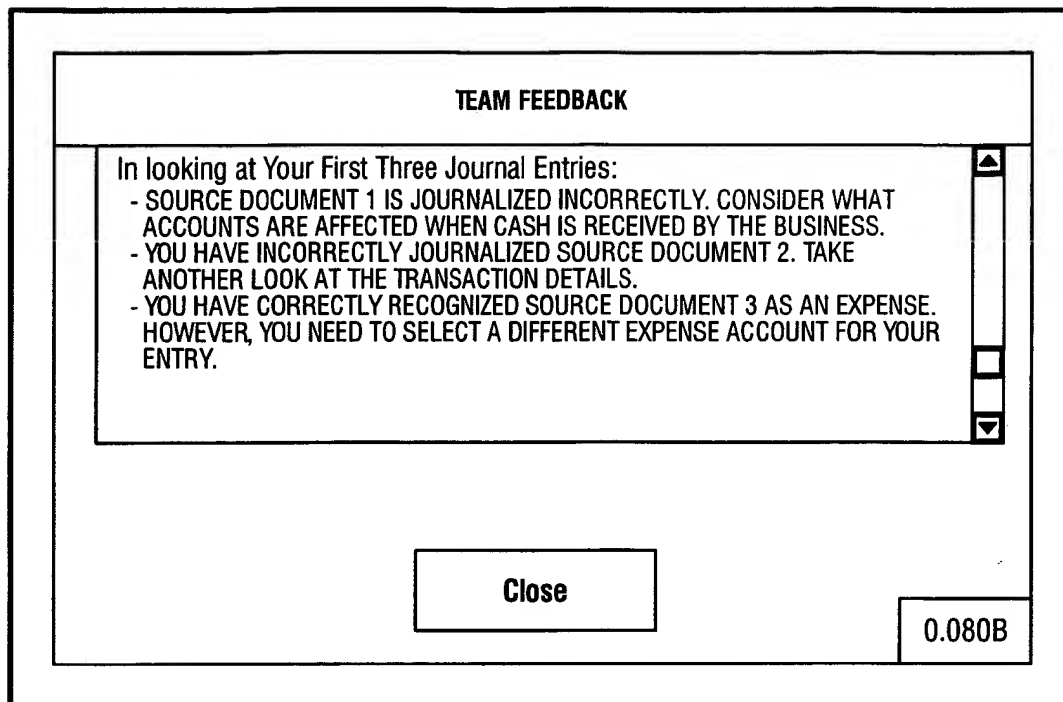 TEAM FEEDBACK
In looking at Your First Three Journal Entries:
- SOURCE DOCUMENT 1 IS JOURNALIZED INCORRECTLY. CONSIDER WHAT
ACCOUNTS ARE AFFECTED WHEN CASH IS RECEIVED BY THE BUSINESS.
- YOU HAVE INCORRECTLY JOURNALIZED SOURCE DOCUMENT 2. TAKE
ANOTHER LOOK AT THE TRANSACTION DETAILS.
- YOU HAVE CORRECTLY RECOGNIZED SOURCE DOCUMENT 3 AS AN EXPENSE.
HOWEVER, YOU NEED TO SELECT A DIFFERENT EXPENSE ACCOUNT FOR YOUR
ENTRY.
Close
0.080B